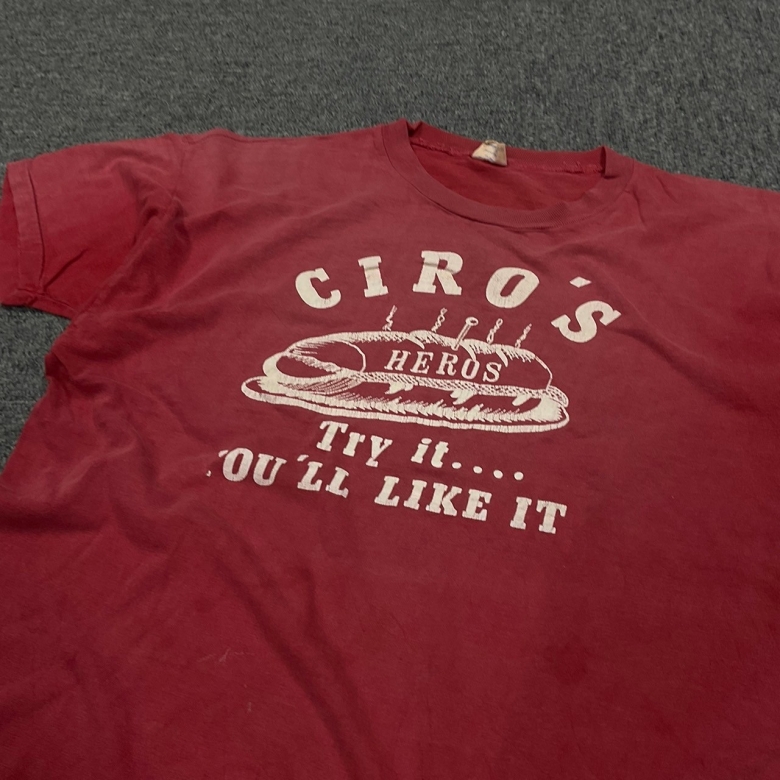 CIRO'S
HEROS
Try it....
YOU'LL LIKE IT